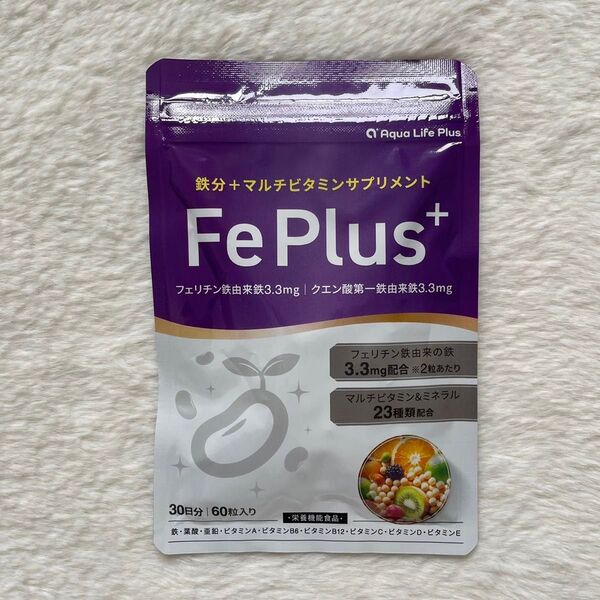 Aqua Life Plus
鉄分＋マルチビタミンサプリメント
Fe Plus+
フェリチン鉄由来鉄3.3mg｜クエン酸第一鉄由来鉄3.3mg
フェリチン鉄由来の鉄
3.3mg配合 ※2粒あたり
マルチビタミン&ミネラル
23種類配合
30日分｜60粒入り
・栄養機能食品・
鉄・葉酸・亜鉛・ビタミンA・ビタミンB6・ビタミンB12・ビタミンC・ビタミンD・ビタミンE